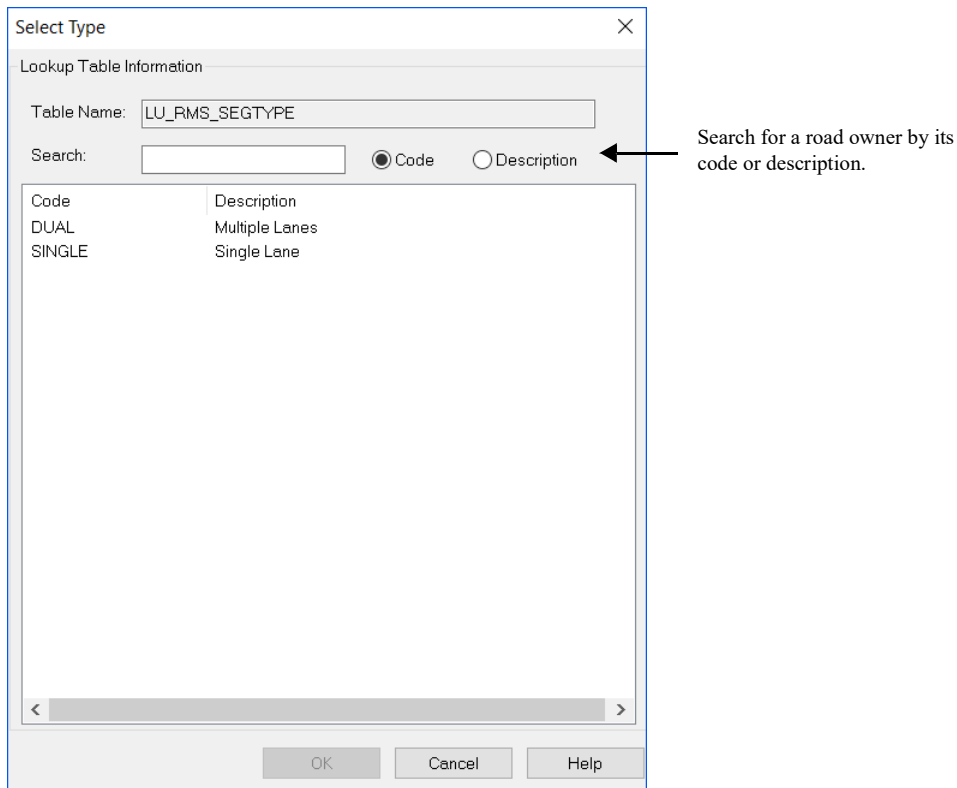 Select Type
Lookup Table Information
Table Name: LU_RMS_SEGTYPE
Search: Code Description
Search for a road owner by its
code or description.
Code Description
DUAL Multiple Lanes
SINGLE Single Lane
OK Cancel Help